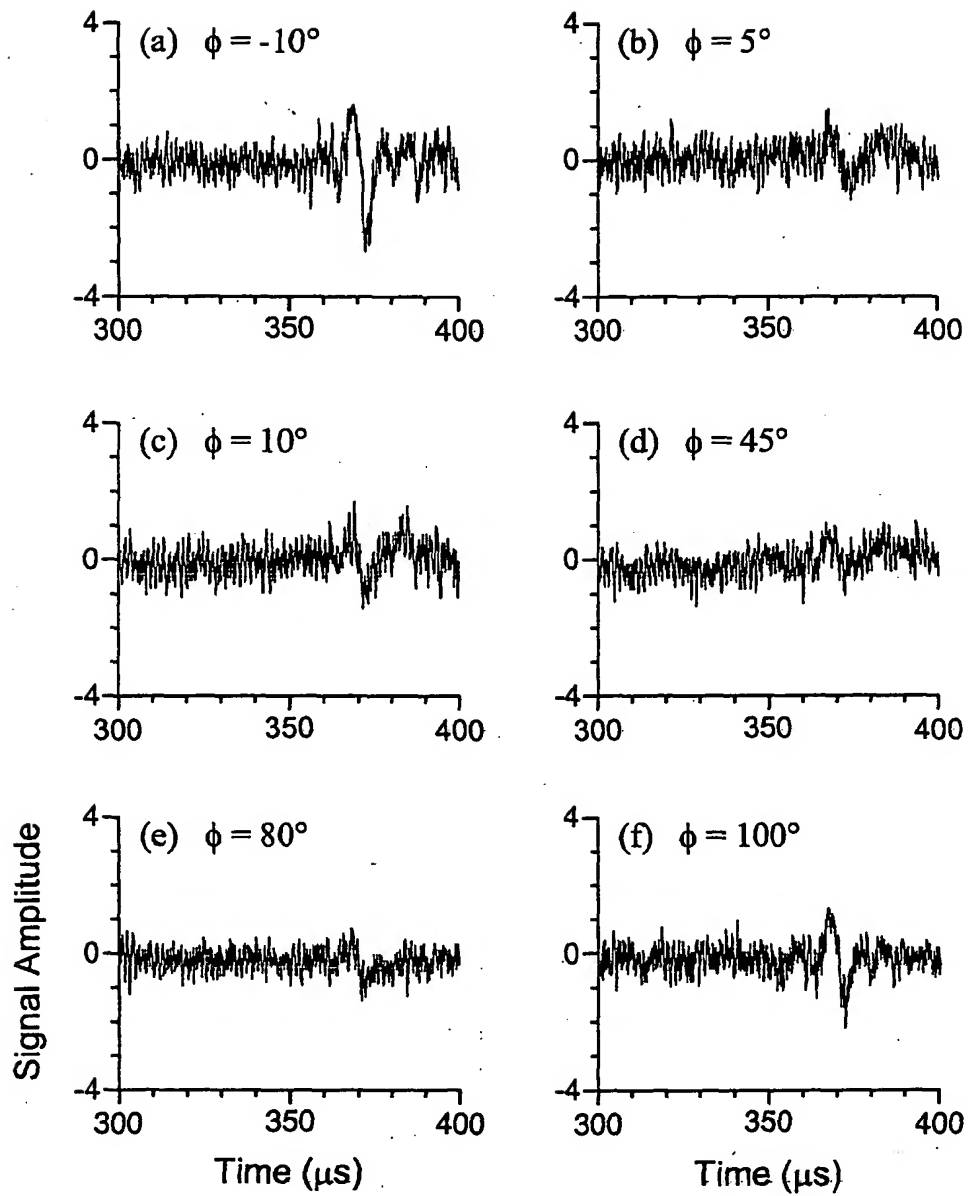 (a) ϕ = -10°
4
0
-4
300 350 400
(b) ϕ = 5°
4
0
-4
300 350 400
(c) ϕ = 10°
4
0
-4
300 350 400
(d) ϕ = 45°
4
0
-4
300 350 400
(e) ϕ = 80°
4
0
-4
300 350 400
Signal Amplitude
Time (µs)
(f) ϕ = 100°
4
0
-4
300 350 400
Time (µs)